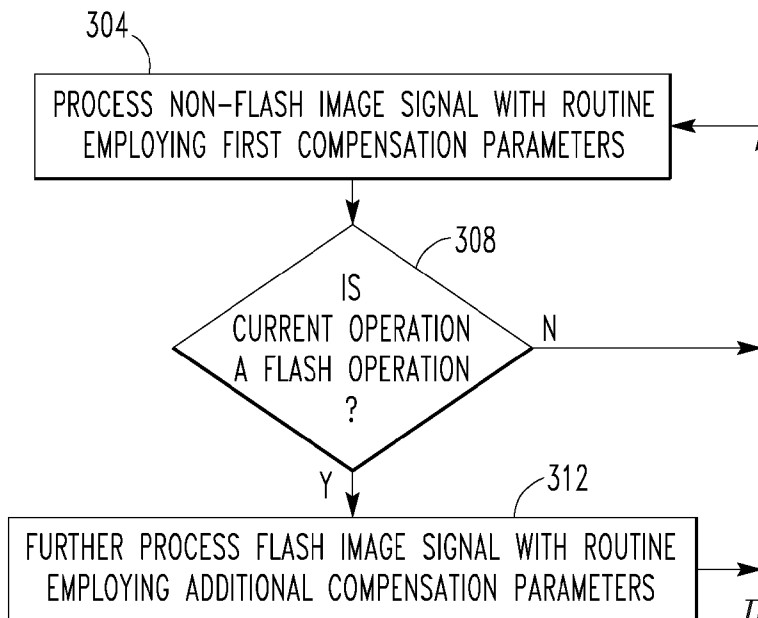 304
PROCESS NON-FLASH IMAGE SIGNAL WITH ROUTINE
EMPLOYING FIRST COMPENSATION PARAMETERS
308
IS
CURRENT OPERATION
A FLASH OPERATION
?
N
Y
312
FURTHER PROCESS FLASH IMAGE SIGNAL WITH ROUTINE
EMPLOYING ADDITIONAL COMPENSATION PARAMETERS